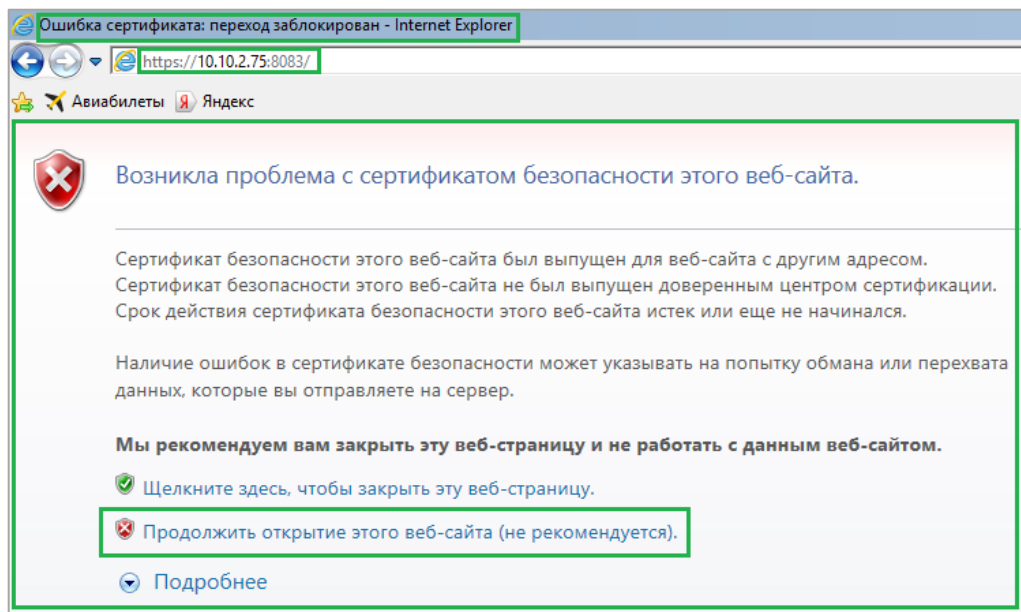 Ошибка сертификата: переход заблокирован - Internet Explorer
https://10.10.2.75:8083/
Авиабилеты Я Яндекс
Возникла проблема с сертификатом безопасности этого веб-сайта.
Сертификат безопасности этого веб-сайта был выпущен для веб-сайта с другим адресом.
Сертификат безопасности этого веб-сайта не был выпущен доверенным центром сертификации.
Срок действия сертификата безопасности этого веб-сайта истек или еще не начинался.
Наличие ошибок в сертификате безопасности может указывать на попытку обмана или перехвата
данных, которые вы отправляете на сервер.
Мы рекомендуем вам закрыть эту веб-страницу и не работать с данным веб-сайтом.
Щелкните здесь, чтобы закрыть эту веб-страницу.
Продолжить открытие этого веб-сайта (не рекомендуется).
Подробнее